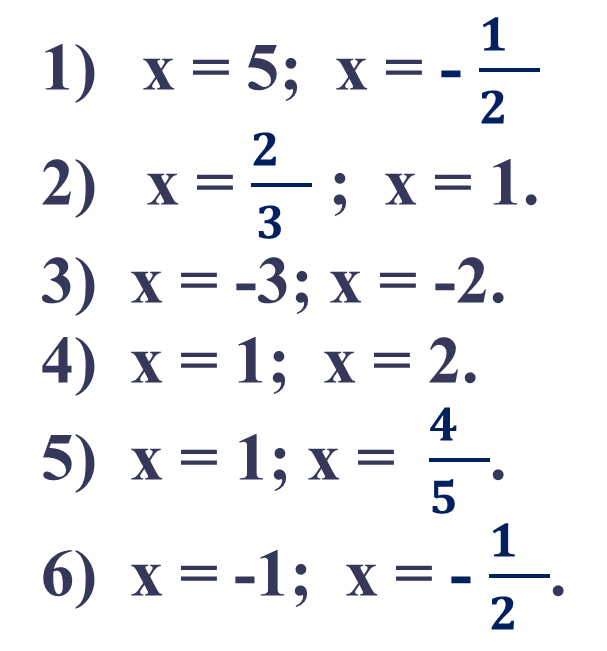 1) x = 5; x = - 1/2
2) x = 2/3 ; x = 1.
3) x = -3; x = -2.
4) x = 1; x = 2.
5) x = 1; x = 4/5.
6) x = -1; x = - 1/2.